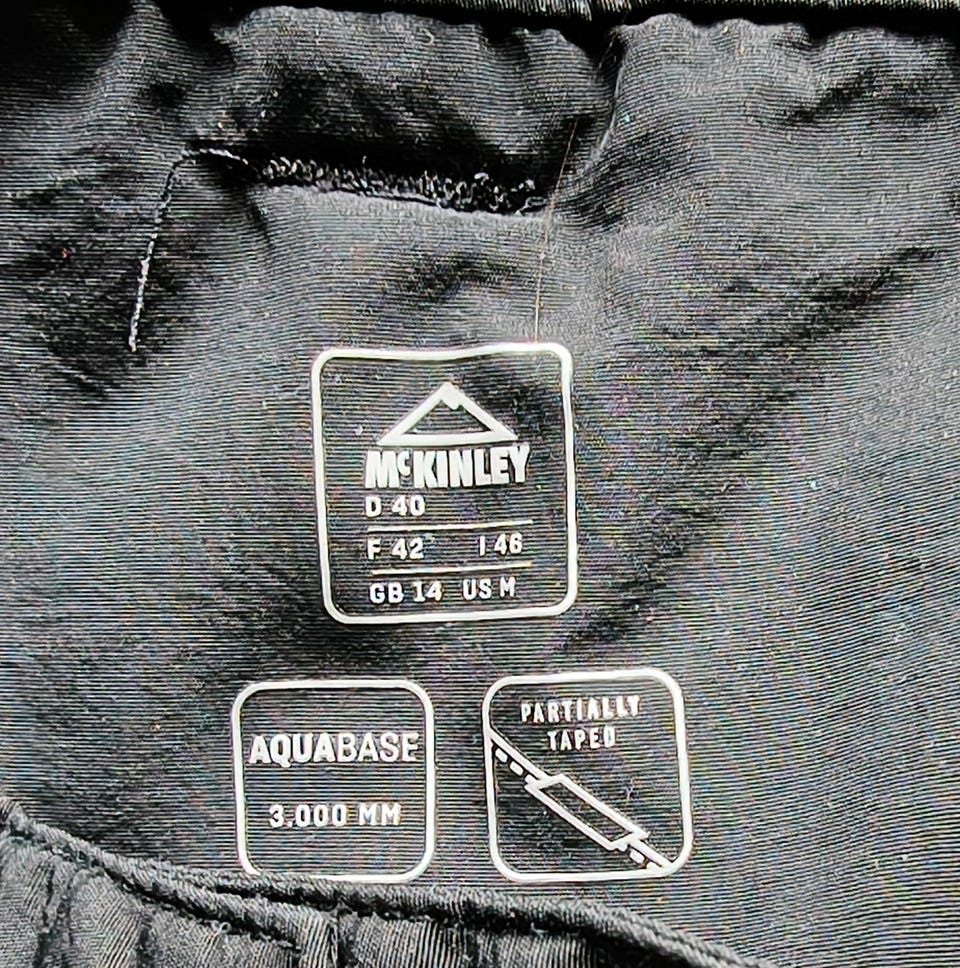 McKINLEY
D 40
F 42 I 46
GB 14 US M
AQUABASE
3.000 MM
PARTIALLY
TAPED